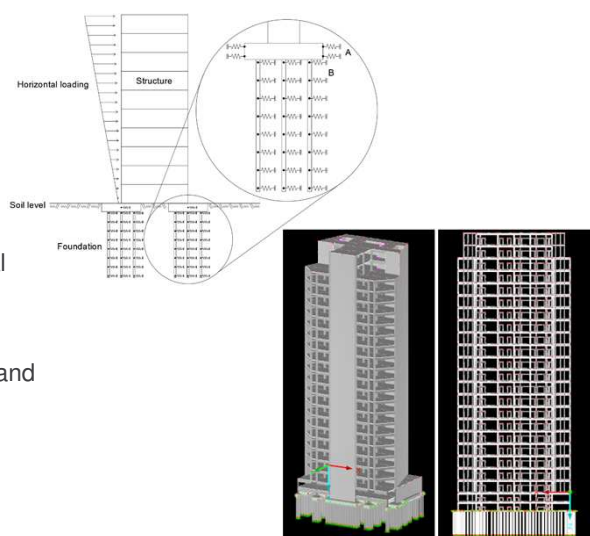 Horizontal loading
Structure
A
B
Soil level
Foundation
l
and